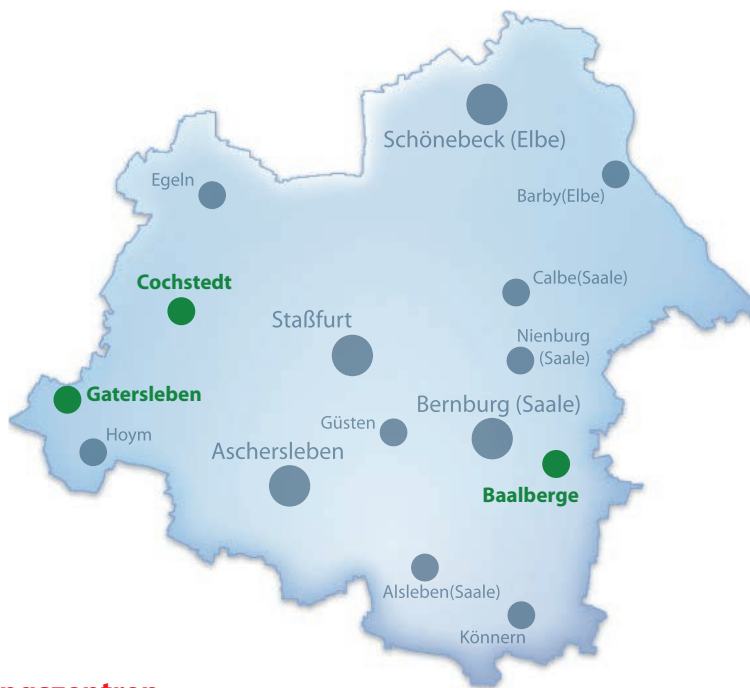 Schönebeck (Elbe)
Egeln
Barby(Elbe)
Cochstedt
Calbe(Saale)
Staßfurt
Nienburg
(Saale)
Gatersleben
Bernburg (Saale)
Güsten
Hoym
Aschersleben
Baalberge
Alsleben(Saale)
Könnern